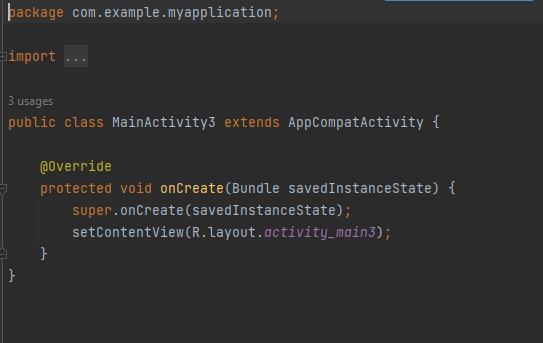 package com.example.myapplication;
import ...
3 usages
public class MainActivity3 extends AppCompatActivity {
@Override
protected void onCreate(Bundle savedInstanceState) {
super.onCreate(savedInstanceState);
setContentView(R.layout.activity_main3);
}
}